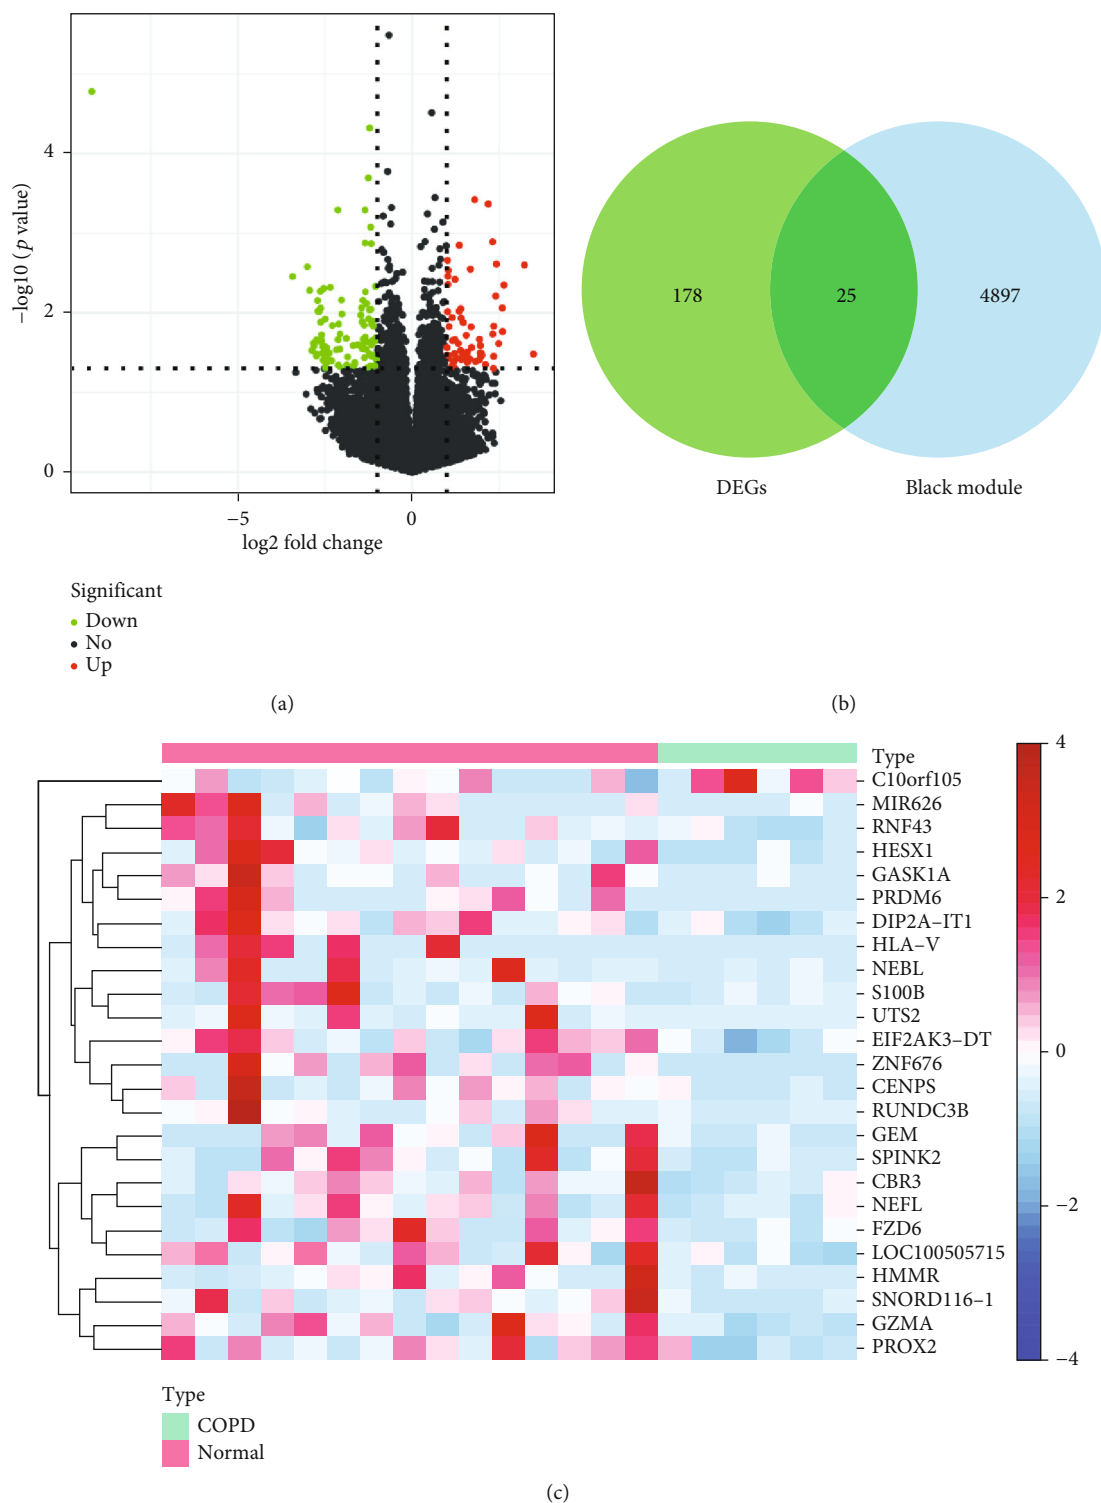 4
2
0
−log10 (p value)
−5
0
log2 fold change
Significant
Down
No
Up
(a)
178
25
4897
DEGs
Black module
(b)
Type
C10orf105
MIR626
RNF43
HESX1
GASK1A
PRDM6
DIP2A−IT1
HLA−V
NEBL
S100B
UTS2
EIF2AK3−DT
ZNF676
CENPS
RUNDC3B
GEM
SPINK2
CBR3
NEFL
FZD6
LOC100505715
HMMR
SNORD116−1
GZMA
PROX2
4
2
0
−2
−4
Type
COPD
Normal
(c)